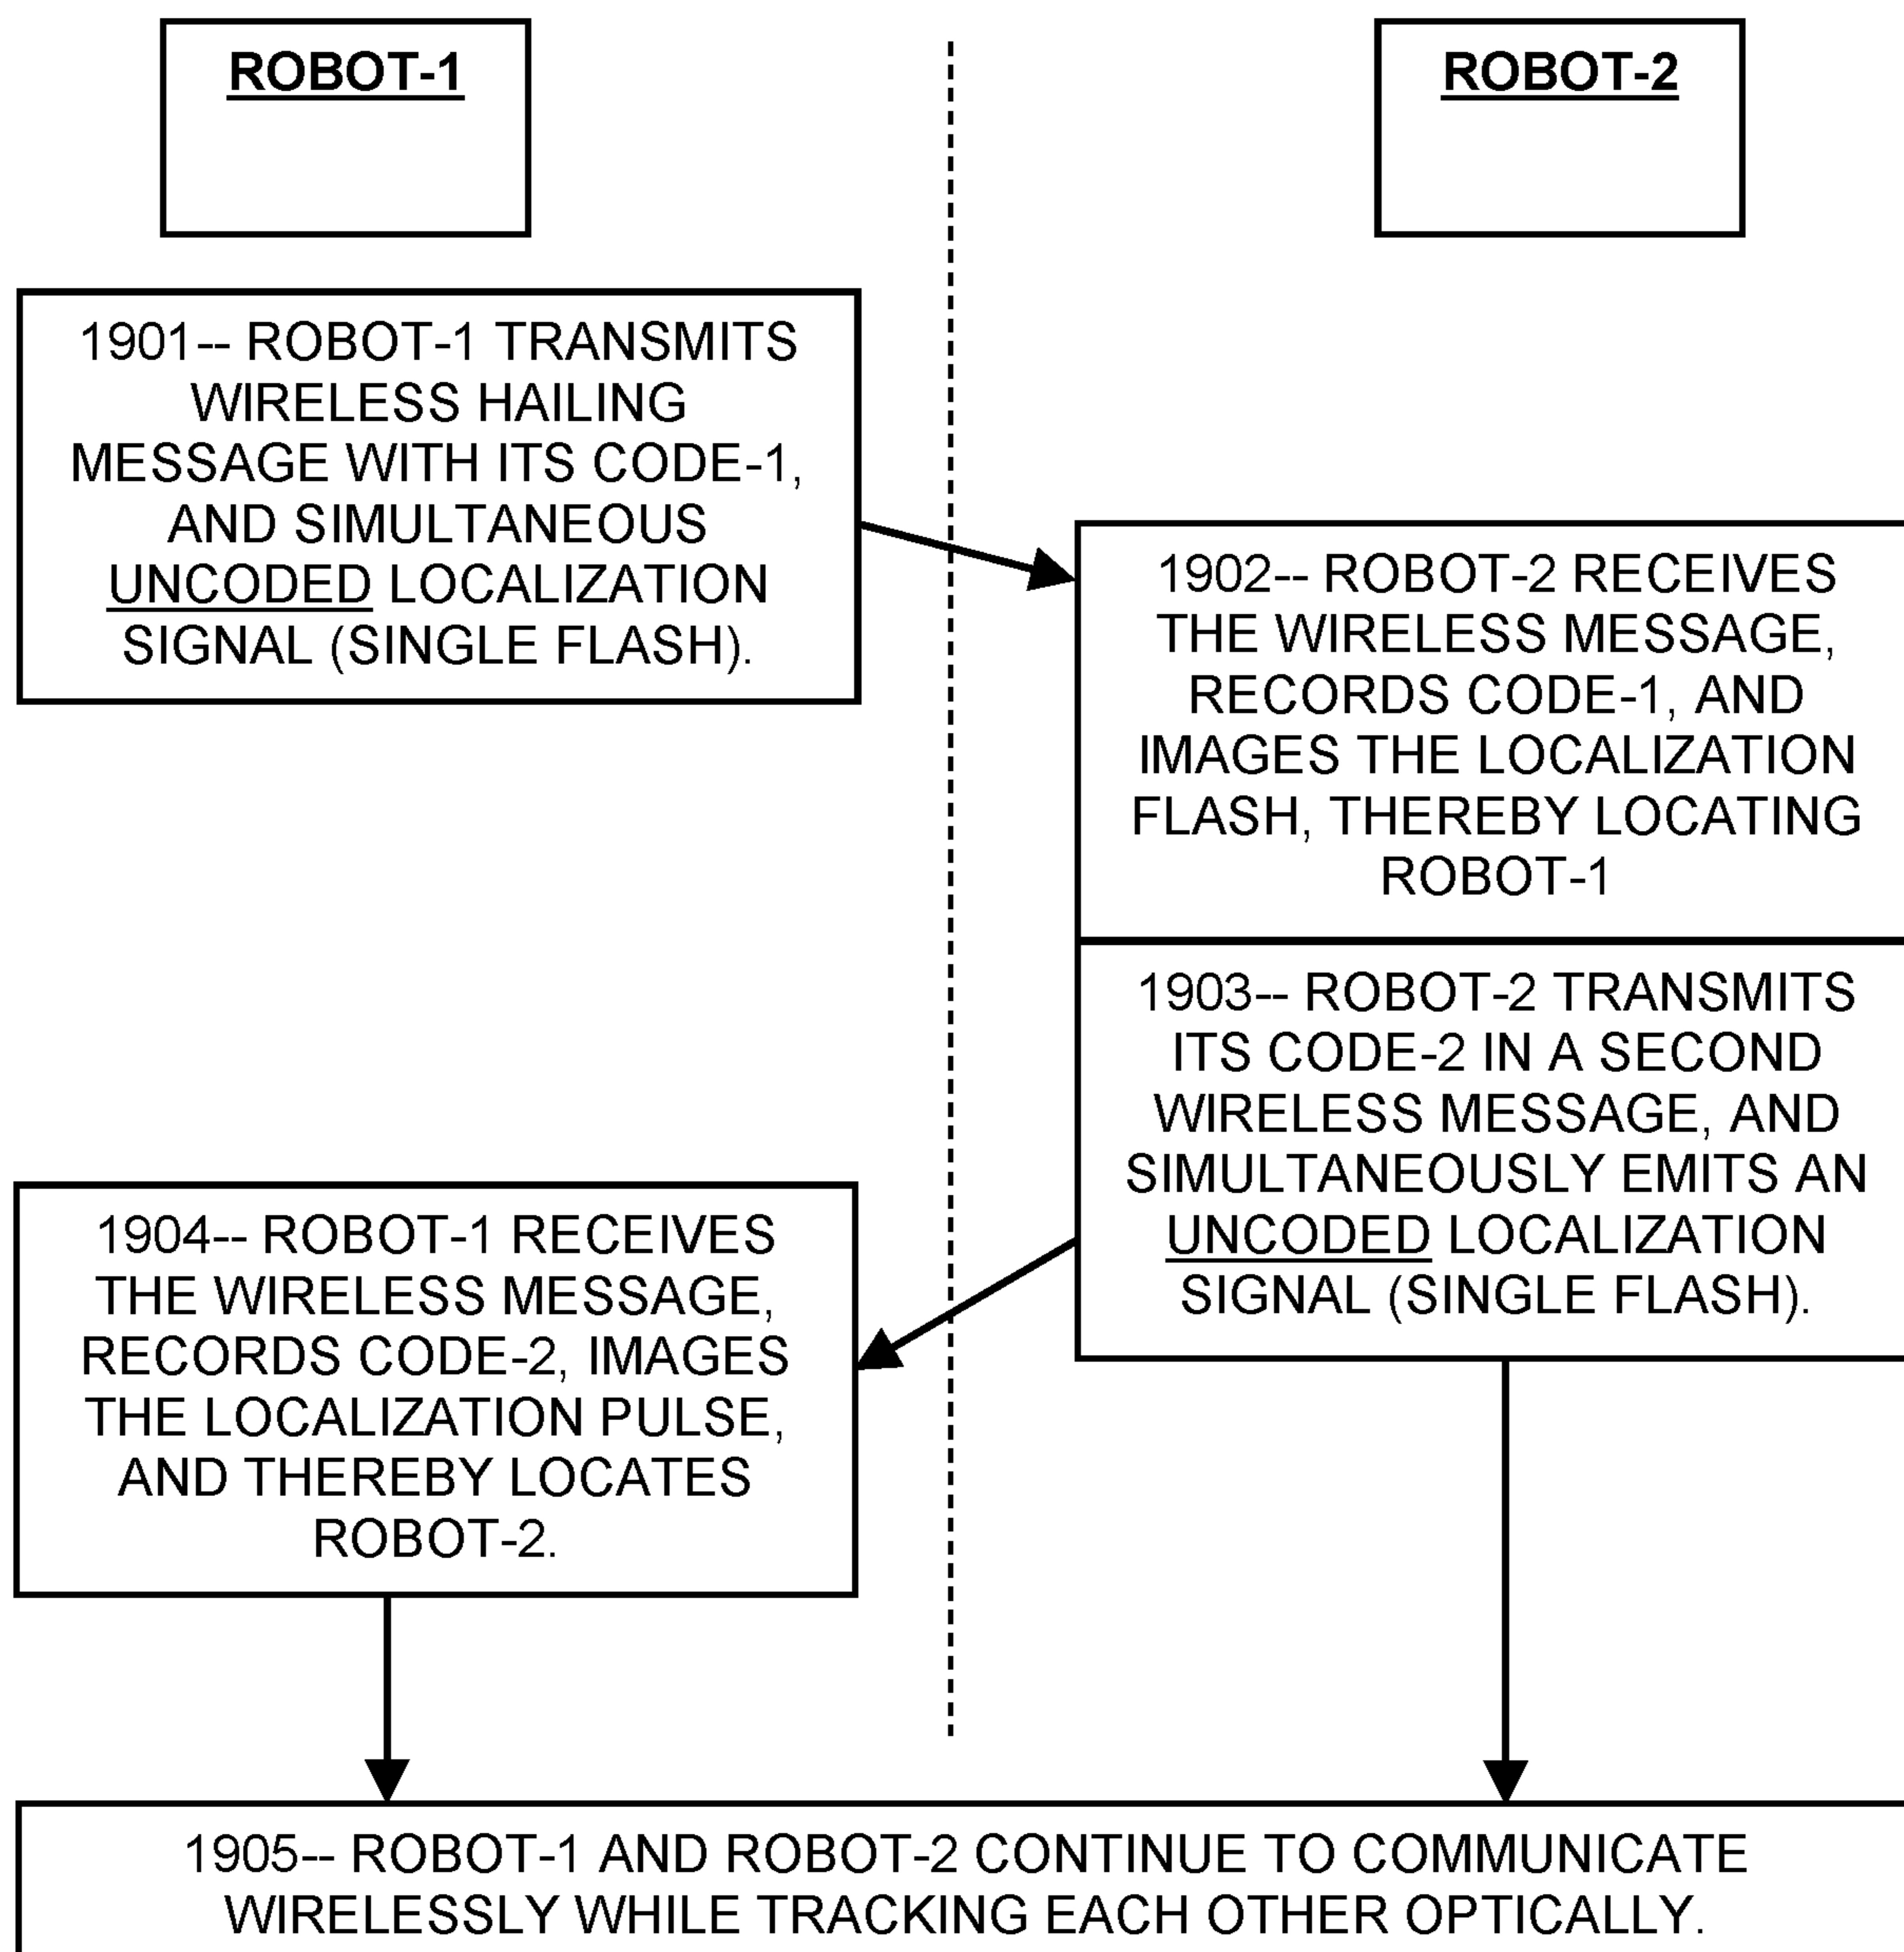 ROBOT-1
ROBOT-2
1901-- ROBOT-1 TRANSMITS
WIRELESS HAILING
MESSAGE WITH ITS CODE-1,
AND SIMULTANEOUS
UNCODED LOCALIZATION
SIGNAL (SINGLE FLASH).
1902-- ROBOT-2 RECEIVES
THE WIRELESS MESSAGE,
RECORDS CODE-1, AND
IMAGES THE LOCALIZATION
FLASH, THEREBY LOCATING
ROBOT-1
1903-- ROBOT-2 TRANSMITS
ITS CODE-2 IN A SECOND
WIRELESS MESSAGE, AND
SIMULTANEOUSLY EMITS AN
UNCODED LOCALIZATION
SIGNAL (SINGLE FLASH).
1904-- ROBOT-1 RECEIVES
THE WIRELESS MESSAGE,
RECORDS CODE-2, IMAGES
THE LOCALIZATION PULSE,
AND THEREBY LOCATES
ROBOT-2.
1905-- ROBOT-1 AND ROBOT-2 CONTINUE TO COMMUNICATE
WIRELESSLY WHILE TRACKING EACH OTHER OPTICALLY.